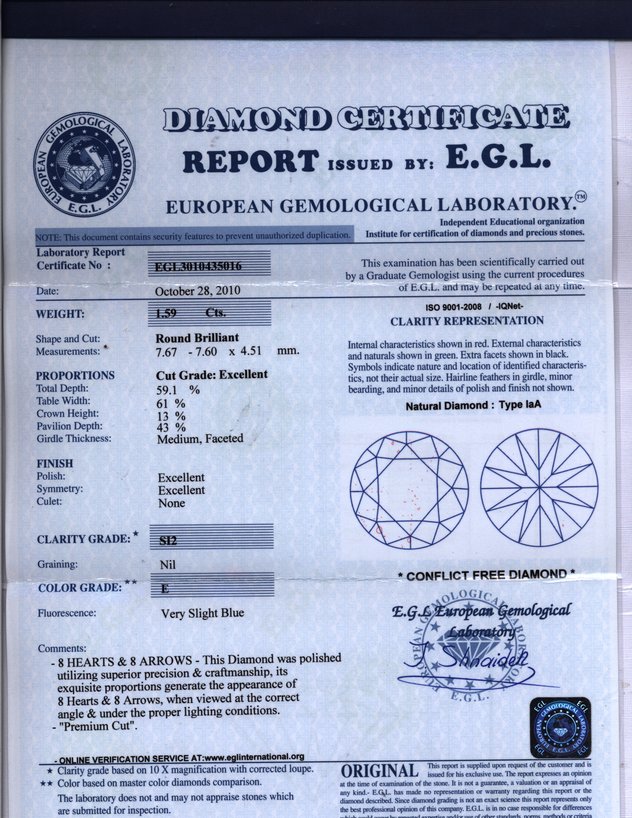 DIAMOND CERTIFICATE
REPORT ISSUED BY: E.G.L.
EUROPEAN GEMOLOGICAL LABORATORY.™
EUROPEAN GEMOLOGICAL LABORATORY
E.G.L.
Independent Educational organization
Institute for certification of diamonds and precious stones.
NOTE: This document contains security features to prevent unauthorized duplication.
Laboratory Report
Certificate No : EGL3010435016
Date: October 28, 2010
WEIGHT: 1.59 Cts.
Shape and Cut: Round Brilliant
Measurements: 7.67 - 7.60 x 4.51 mm.
PROPORTIONS Cut Grade: Excellent
Total Depth: 59.1 %
Table Width: 61 %
Crown Height: 13 %
Pavilion Depth: 43 %
Girdle Thickness: Medium, Faceted
FINISH
Polish: Excellent
Symmetry: Excellent
Culet: None
CLARITY GRADE: * SI2
Graining: Nil
COLOR GRADE: ** E
Fluorescence: Very Slight Blue
Comments:
- 8 HEARTS & 8 ARROWS - This Diamond was polished
utilizing superior precision & craftmanship, its
exquisite proportions generate the appearance of
8 Hearts & 8 Arrows, when viewed at the correct
angle & under the proper lighting conditions.
- "Premium Cut".
- ONLINE VERIFICATION SERVICE AT:www.eglinternational.org
★ Clarity grade based on 10 X magnification with corrected loupe.
★★ Color based on master color diamonds comparison.
The laboratory does not and may not appraise stones which
are submitted for inspection.
This examination has been scientifically carried out
by a Graduate Gemologist using the current procedures
of E.G.L. and may be repeated at any time.
ISO 9001-2008 / -IQNet-
CLARITY REPRESENTATION
Internal characteristics shown in red. External characteristics
and naturals shown in green. Extra facets shown in black.
Symbols indicate nature and location of identified characteris-
tics, not their actual size. Hairline feathers in girdle, minor
bearding, and minor details of polish and finish not shown.
Natural Diamond : Type IaA
* CONFLICT FREE DIAMOND *
E.G.L European Gemological
Laboratory
EUROPEAN GEMOLOGICAL LABORATORY
E.G.L.
EGL EGL
EUROPEAN GEMOLOGICAL LABORATORY
EGL EGL
ORIGINAL This report is supplied upon request of the customer and is
issued for his exclusive use. The report expresses an opinion
at the time of examination of the stone. It is not a guarantee, a valuation or an appraisal of
any kind.- E.G.L. has made no representation or warranty regarding this report or the
diamond described. Since diamond grading is not an exact science this report represents only
the best professional opinion of this company. E.G.L. is in no case responsible for differences